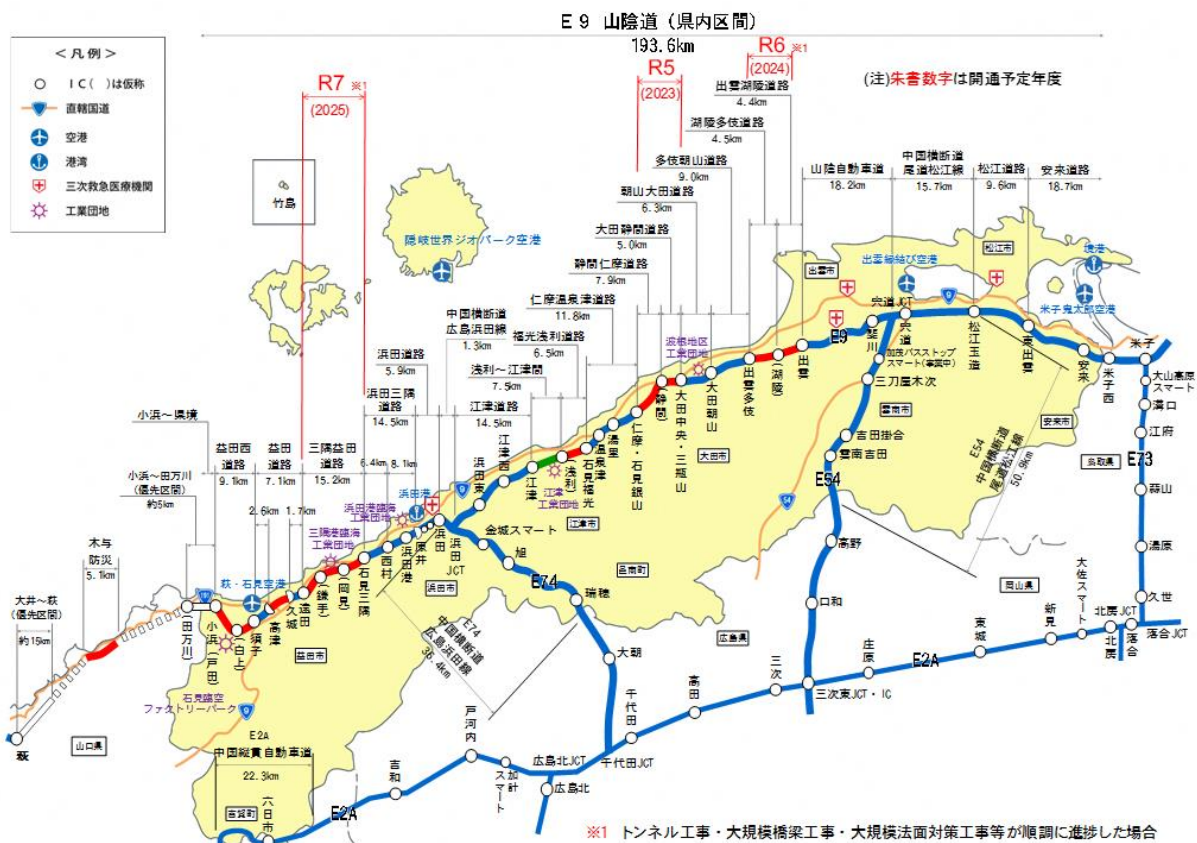 E9 山陰道（県内区間）
193.6km
＜凡例＞
IC（ ）は仮称
直轄国道
空港
港湾
三次救急医療機関
工業団地
R7 ※1
(2025)
R5
(2023)
R6 ※1
(2024)
(注)朱書数字は開通予定年度
出雲湖陵道路
4.4km
湖陵多伎道路
4.5km
多伎朝山道路
9.0km
朝山大田道路
6.3km
大田静間道路
5.0km
静間仁摩道路
7.9km
仁摩温泉津道路
11.8km
福光浅利道路
6.5km
浅利～江津間
7.5km
江津道路
14.5km
中国横断道
広島浜田線
1.3km
浜田道路
5.9km
浜田三隅
道路
14.5km
6.4km
8.1km
三隅益田
道路
15.2km
益田
道路
7.1km
益田西
道路
9.1km
2.6km
1.7km
小浜～県境
小浜～田万川
(優先区間)
約5km
木与
防災
5.1km
大井～萩
(優先区間)
約15km
山陰自動車道
18.2km
中国横断道
尾道松江線
15.7km
松江道路
9.6km
安来道路
18.7km
竹島
隠岐世界ジオパーク空港
出雲縁結び空港
米子鬼太郎空港
境港
萩・石見空港
浜田港
浜田港臨海
工業団地
三隅港臨海
工業団地
江津
工業団地
波根地区
工業団地
石見臨空
ファクトリーパーク
松江市
出雲市
雲南市
安来市
大田市
江津市
邑南町
浜田市
益田市
吉賀町
山口県
広島県
岡山県
鳥取県
萩
(田万川)
小浜
(戸田)
(白上)
須子
高津
久城
遠田
(鎌手)
(岡見)
石見三隅
西村
浜田港
原井
浜田
浜田
JCT
浜田東
江津西
江津
(浅利)
石見福光
温泉津
湯里
仁摩・石見銀山
(静間)
大田中央・三瓶山
大田朝山
出雲多伎
(湖陵)
出雲
E9
斐川
宍道JCT
宍道
松江玉造
東出雲
安来
米子西
米子
加茂バスストップ
スマート(事業中)
三刀屋木次
吉田掛合
雲南吉田
E54
高野
口和
三次東JCT・IC
E54
中国横断道
尾道松江線
50.9km
大山高原
スマート
溝口
江府
E73
蒜山
湯原
久世
落合JCT
落合
北房JCT
北房
大佐スマート
新見
東城
E2A
庄原
三次
高田
千代田
千代田JCT
広島北JCT
広島北
加計
スマート
戸河内
吉和
E2A
六日市
金城スマート
旭
E74
瑞穂
大朝
E74
中国横断道
広島浜田線
36.4km
E2A
中国縦貫自動車道
22.3km
9
9
9
54
191
※1 トンネル工事・大規模橋梁工事・大規模法面対策工事等が順調に進捗した場合